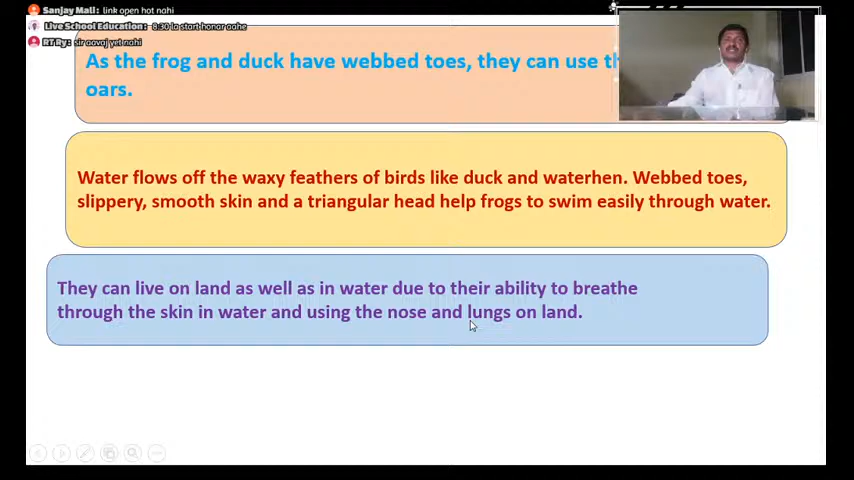 Sanjay Mali : link open hot nahi
Live School Education : 8:30 la start honar aahe
RT Ry : sir aavaj yet nahi
As the frog and duck have webbed toes, they can use
oars.
Water flows off the waxy feathers of birds like duck and waterhen. Webbed toes,
slippery, smooth skin and a triangular head help frogs to swim easily through water.
They can live on land as well as in water due to their ability to breathe
through the skin in water and using the nose and lungs on land.